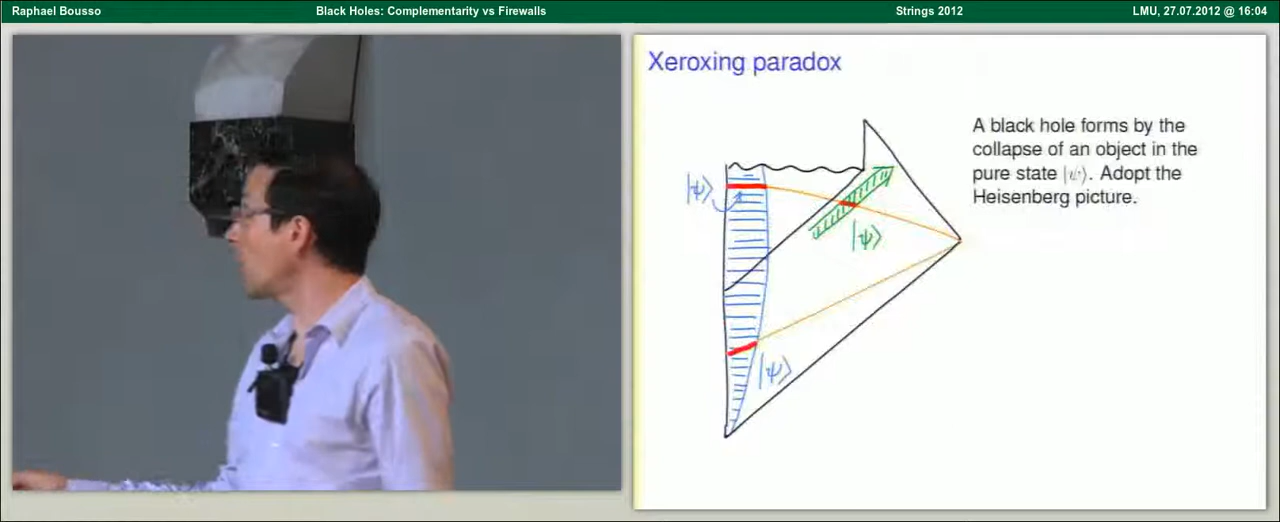 Raphael Bousso Black Holes: Complementarity vs Firewalls Strings 2012 LMU, 27.07.2012 @ 16:04
Xeroxing paradox
A black hole forms by the
collapse of an object in the
pure state |ψ⟩. Adopt the
Heisenberg picture.
|ψ⟩
|ψ⟩
|ψ⟩